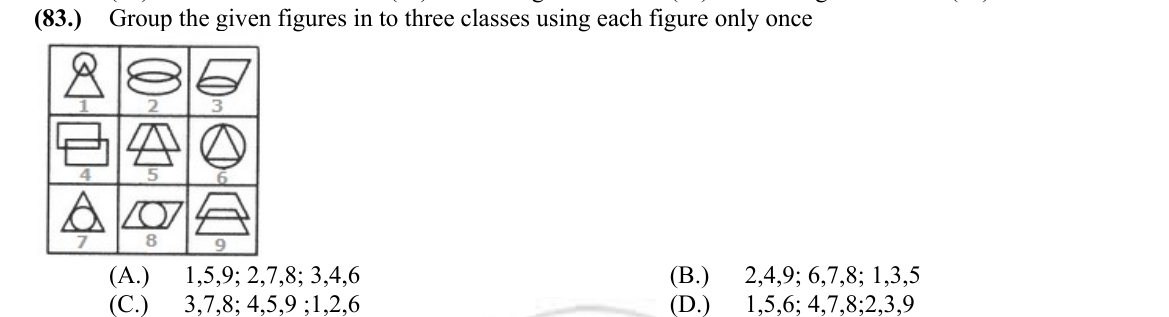 (83.) Group the given figures in to three classes using each figure only once
1 2 3
4 5 6
7 8 9
(A.) 1,5,9; 2,7,8; 3,4,6 (B.) 2,4,9; 6,7,8; 1,3,5
(C.) 3,7,8; 4,5,9 ;1,2,6 (D.) 1,5,6; 4,7,8;2,3,9